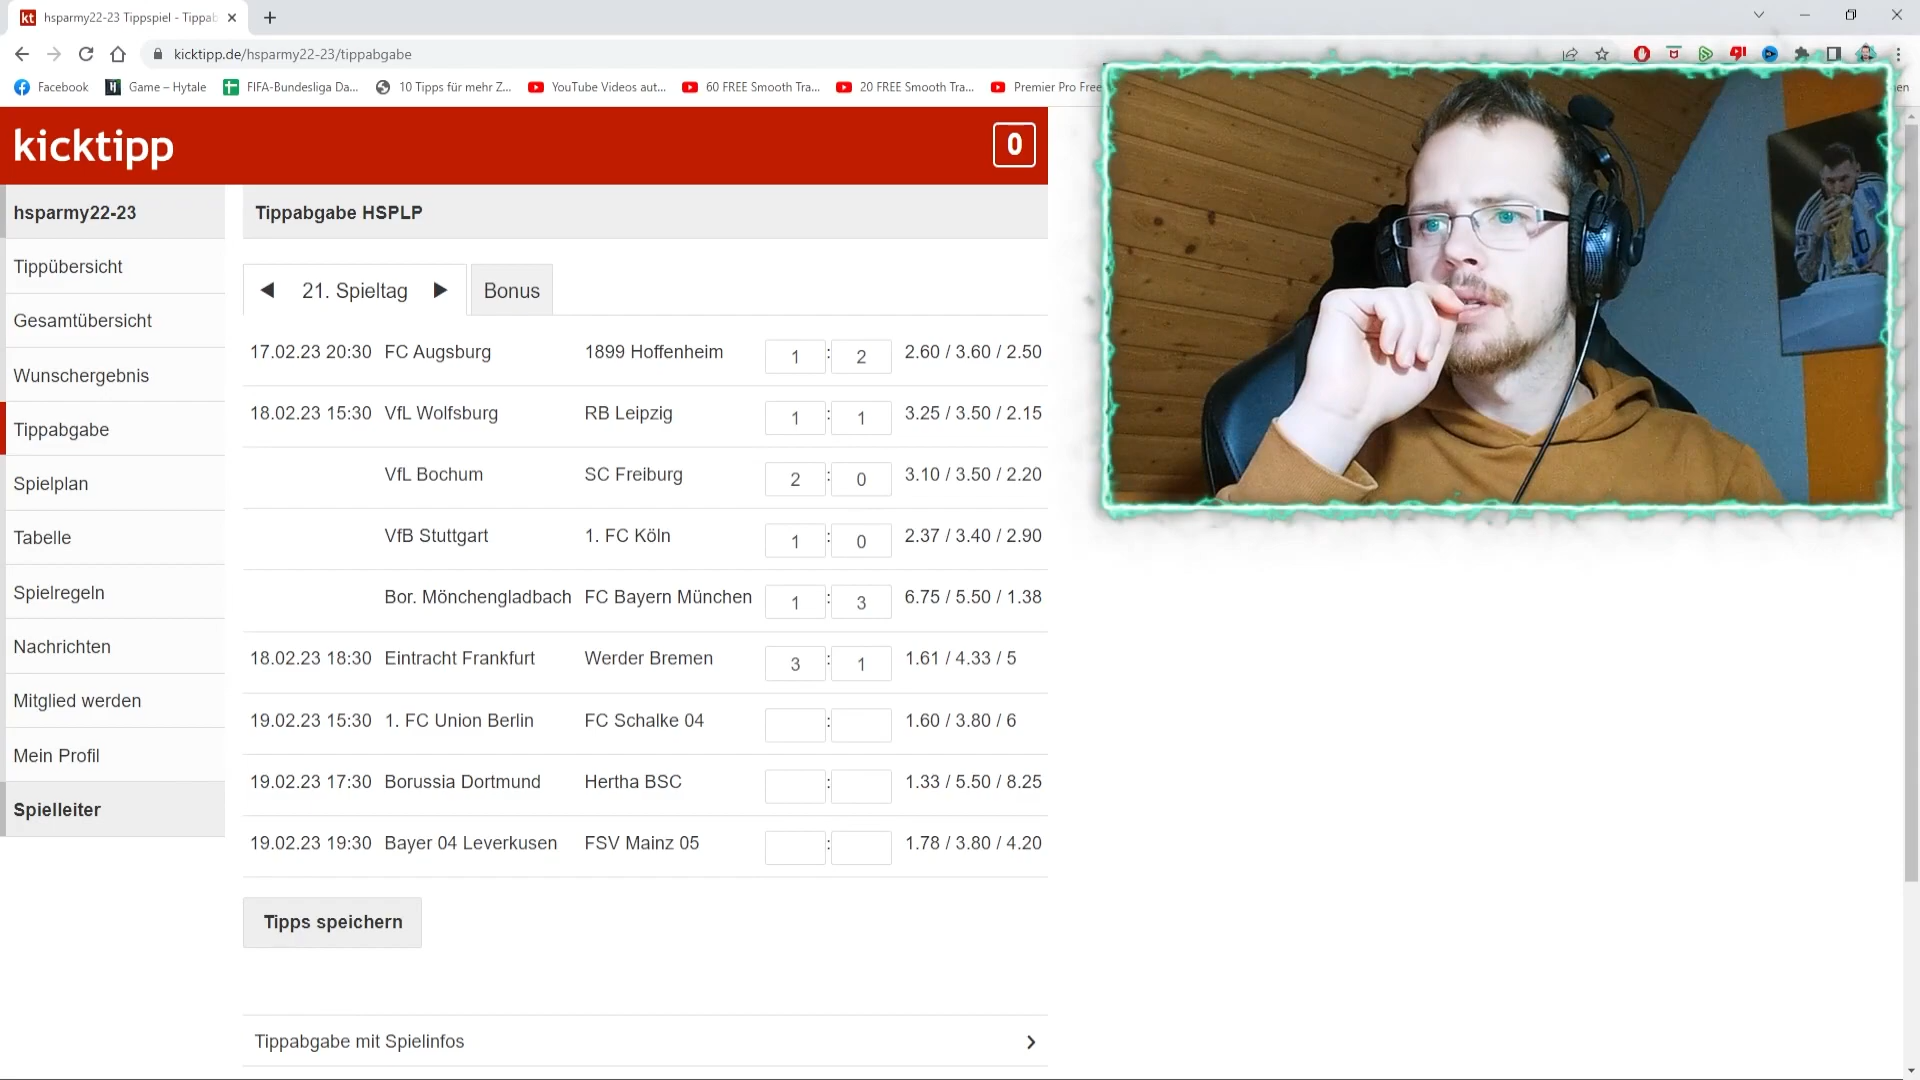 hsparmy22-23 Tippspiel - Tippab
kicktipp.de/hsparmy22-23/tippabgabe
Facebook
Game – Hytale
FIFA-Bundesliga Da...
10 Tipps für mehr Z...
YouTube Videos aut...
60 FREE Smooth Tra...
20 FREE Smooth Tra...
Premier Pro Free
kicktipp
0
hsparmy22-23
Tippübersicht
Gesamtübersicht
Wunschergebnis
Tippabgabe
Spielplan
Tabelle
Spielregeln
Nachrichten
Mitglied werden
Mein Profil
Spielleiter
Tippabgabe HSPLP
21. Spieltag
Bonus
17.02.23 20:30 FC Augsburg 1899 Hoffenheim 1 : 2 2.60 / 3.60 / 2.50
18.02.23 15:30 VfL Wolfsburg RB Leipzig 1 : 1 3.25 / 3.50 / 2.15
VfL Bochum SC Freiburg 2 : 0 3.10 / 3.50 / 2.20
VfB Stuttgart 1. FC Köln 1 : 0 2.37 / 3.40 / 2.90
Bor. Mönchengladbach FC Bayern München 1 : 3 6.75 / 5.50 / 1.38
18.02.23 18:30 Eintracht Frankfurt Werder Bremen 3 : 1 1.61 / 4.33 / 5
19.02.23 15:30 1. FC Union Berlin FC Schalke 04 : 1.60 / 3.80 / 6
19.02.23 17:30 Borussia Dortmund Hertha BSC : 1.33 / 5.50 / 8.25
19.02.23 19:30 Bayer 04 Leverkusen FSV Mainz 05 : 1.78 / 3.80 / 4.20
Tipps speichern
Tippabgabe mit Spielinfos